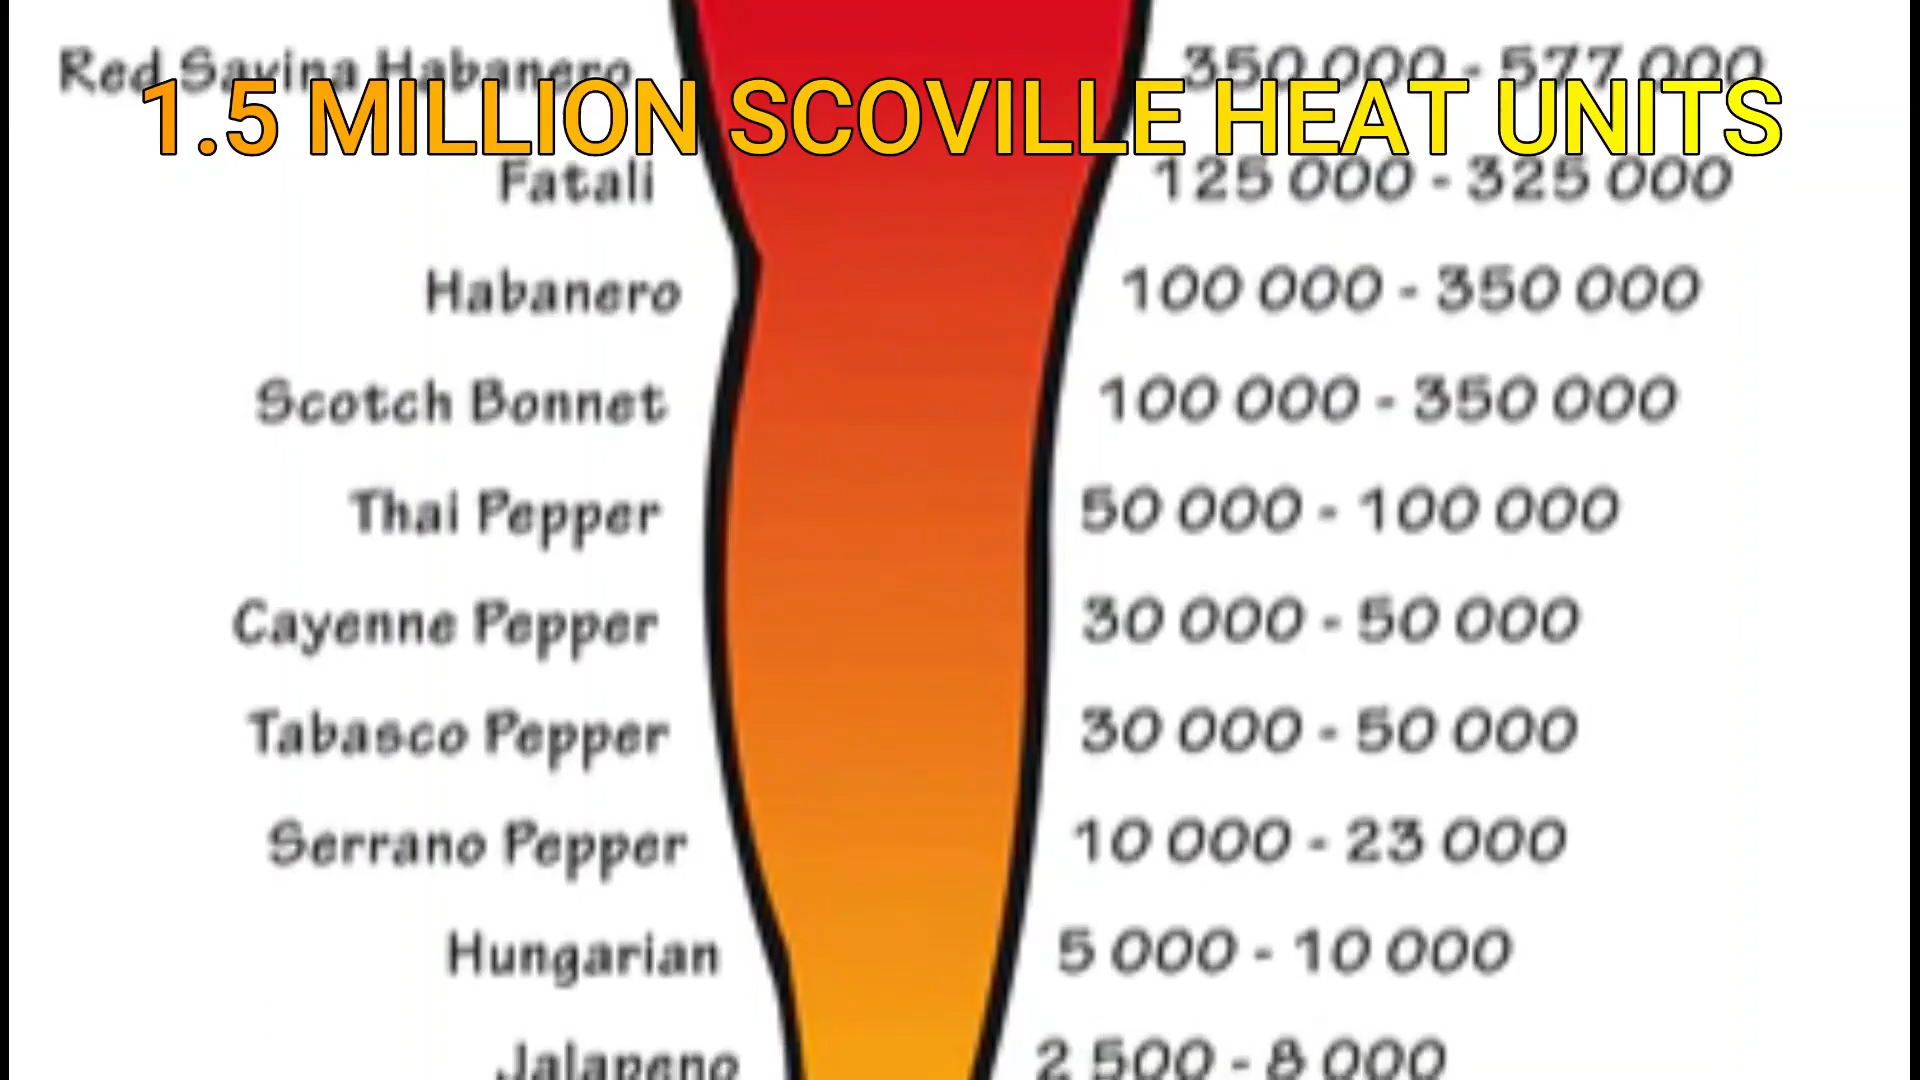 Red Savina Habanero 350 000 - 577 000
1.5 MILLION SCOVILLE HEAT UNITS
Fatali 125 000 - 325 000
Habanero 100 000 - 350 000
Scotch Bonnet 100 000 - 350 000
Thai Pepper 50 000 - 100 000
Cayenne Pepper 30 000 - 50 000
Tabasco Pepper 30 000 - 50 000
Serrano Pepper 10 000 - 23 000
Hungarian 5 000 - 10 000
Jalapeno 2 500 - 8 000